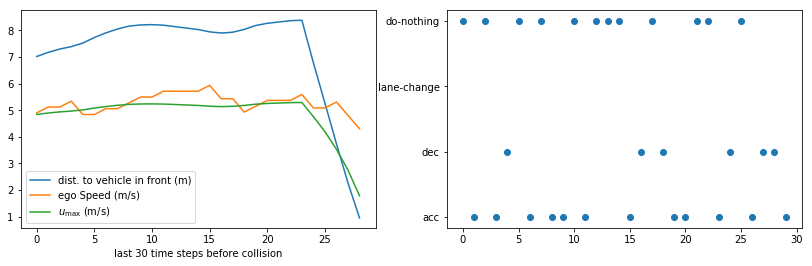 8
7
6
5
4
3
2
1
dist. to vehicle in front (m)
ego Speed (m/s)
u_max (m/s)
0 5 10 15 20 25
last 30 time steps before collision
do-nothing
lane-change
dec
acc
0 5 10 15 20 25 30